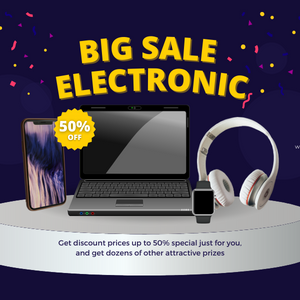 BIG SALE
ELECTRONIC
50%
OFF
Get discount prices up to 50% special just for you,
and get dozens of other attractive prizes